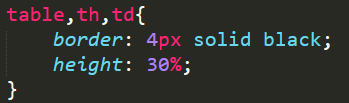 table,th,td{
    border: 4px solid black;
    height: 30%;
}